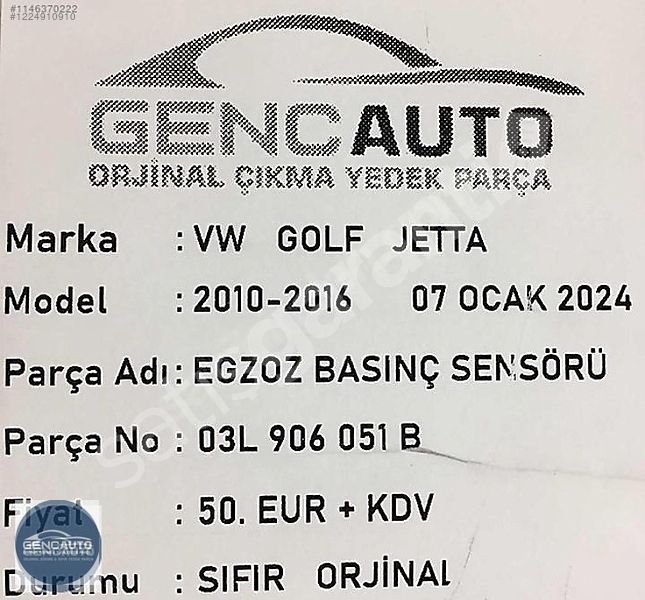 #1146370222
#1224910910
GENCAUTO
ORJİNAL ÇIKMA YEDEK PARÇA
Marka : VW GOLF JETTA
Model : 2010-2016 07 OCAK 2024
Parça Adı : EGZOZ BASINÇ SENSÖRÜ
Parça No : 03L 906 051 B
Fiyat : 50. EUR + KDV
GENCAUTO
Durumu : SIFIR ORJİNAL